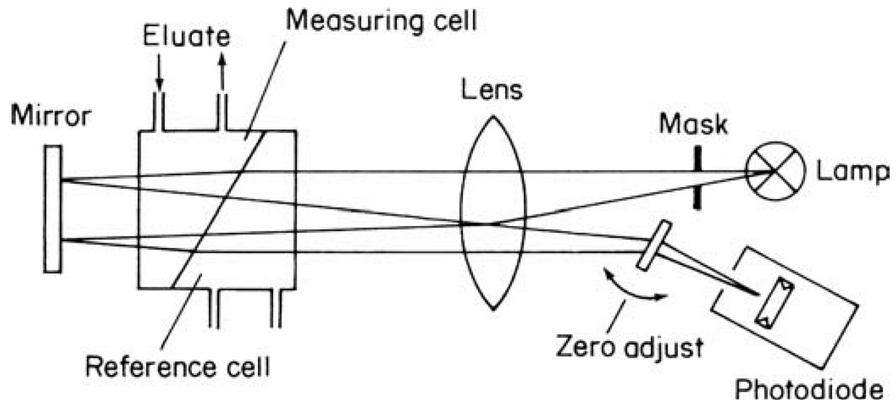 Eluate
Measuring cell
Lens
Mirror
Mask
Lamp
Zero adjust
Reference cell
Photodiode